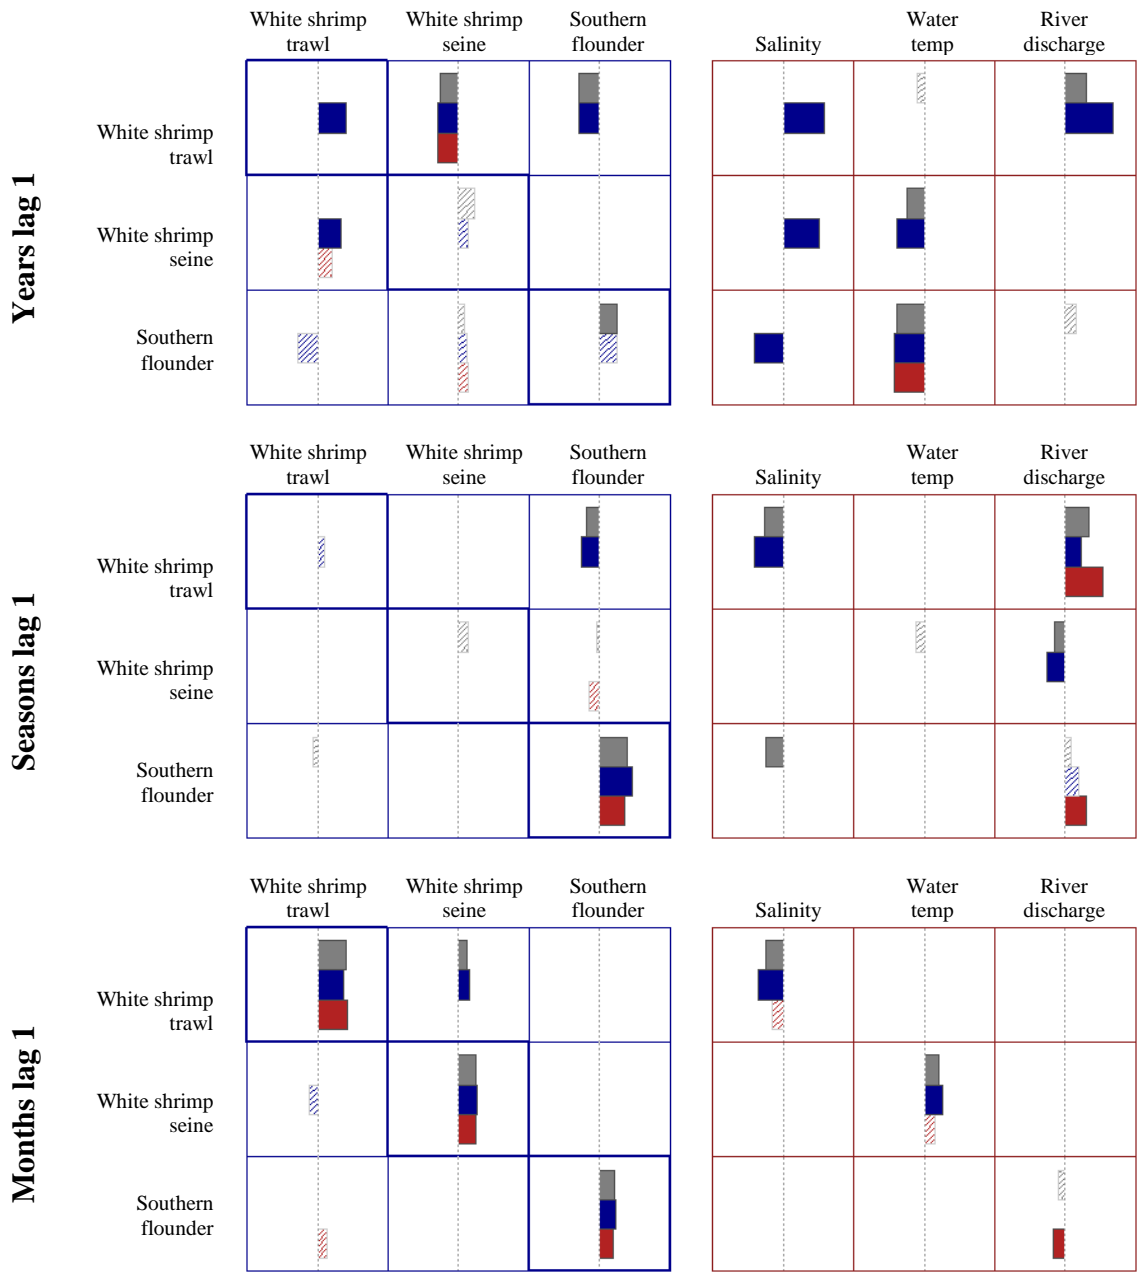 White shrimp
trawl
White shrimp
seine
Southern
flounder
Salinity
Water
temp
River
discharge
Years lag 1
White shrimp
trawl
White shrimp
seine
Southern
flounder
White shrimp
trawl
White shrimp
seine
Southern
flounder
Salinity
Water
temp
River
discharge
Seasons lag 1
White shrimp
trawl
White shrimp
seine
Southern
flounder
White shrimp
trawl
White shrimp
seine
Southern
flounder
Salinity
Water
temp
River
discharge
Months lag 1
White shrimp
trawl
White shrimp
seine
Southern
flounder